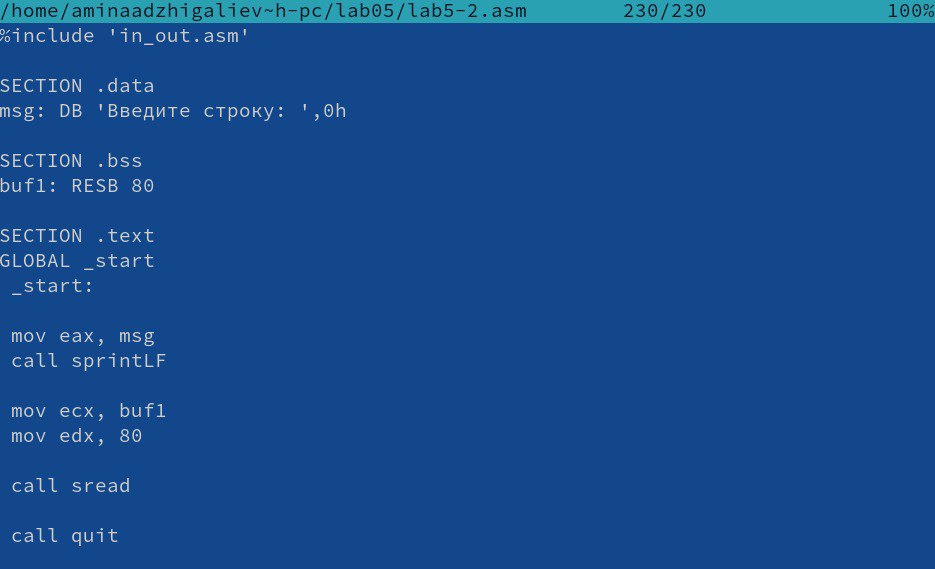 /home/aminaadzhigaliev~h-pc/lab05/lab5-2.asm 230/230 100%
%include 'in_out.asm'
SECTION .data
msg: DB 'Введите строку: ',0h
SECTION .bss
buf1: RESB 80
SECTION .text
GLOBAL _start
_start:
mov eax, msg
call sprintLF
mov ecx, buf1
mov edx, 80
call sread
call quit